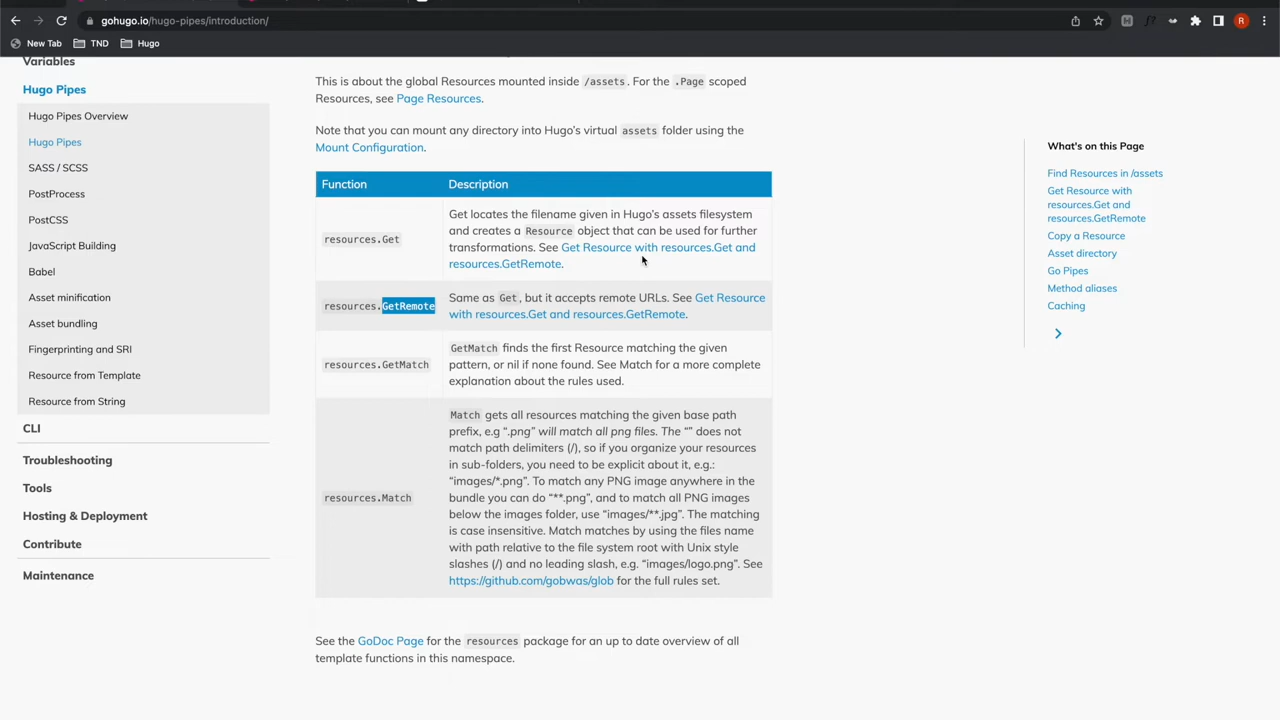 gohugo.io/hugo-pipes/introduction/
R
New Tab
TND
Hugo
Variables
Hugo Pipes
Hugo Pipes Overview
Hugo Pipes
SASS / SCSS
PostProcess
PostCSS
JavaScript Building
Babel
Asset minification
Asset bundling
Fingerprinting and SRI
Resource from Template
Resource from String
CLI
Troubleshooting
Tools
Hosting & Deployment
Contribute
Maintenance
This is about the global Resources mounted inside /assets. For the .Page scoped
Resources, see Page Resources.
Note that you can mount any directory into Hugo's virtual assets folder using the
Mount Configuration.
Function Description
resources.Get
Get locates the filename given in Hugo's assets filesystem
and creates a Resource object that can be used for further
transformations. See Get Resource with resources.Get and
resources.GetRemote.
resources.GetRemote
Same as Get, but it accepts remote URLs. See Get Resource
with resources.Get and resources.GetRemote.
resources.GetMatch
GetMatch finds the first Resource matching the given
pattern, or nil if none found. See Match for a more complete
explanation about the rules used.
resources.Match
Match gets all resources matching the given base path
prefix, e.g “.png” will match all png files. The “” does not
match path delimiters (/), so if you organize your resources
in sub-folders, you need to be explicit about it, e.g.:
“images/*.png”. To match any PNG image anywhere in the
bundle you can do “**.png”, and to match all PNG images
below the images folder, use “images/**.jpg”. The matching
is case insensitive. Match matches by using the files name
with path relative to the file system root with Unix style
slashes (/) and no leading slash, e.g. “images/logo.png”. See
https://github.com/gobwas/glob for the full rules set.
See the GoDoc Page for the resources package for an up to date overview of all
template functions in this namespace.
What's on this Page
Find Resources in /assets
Get Resource with
resources.Get and
resources.GetRemote
Copy a Resource
Asset directory
Go Pipes
Method aliases
Caching